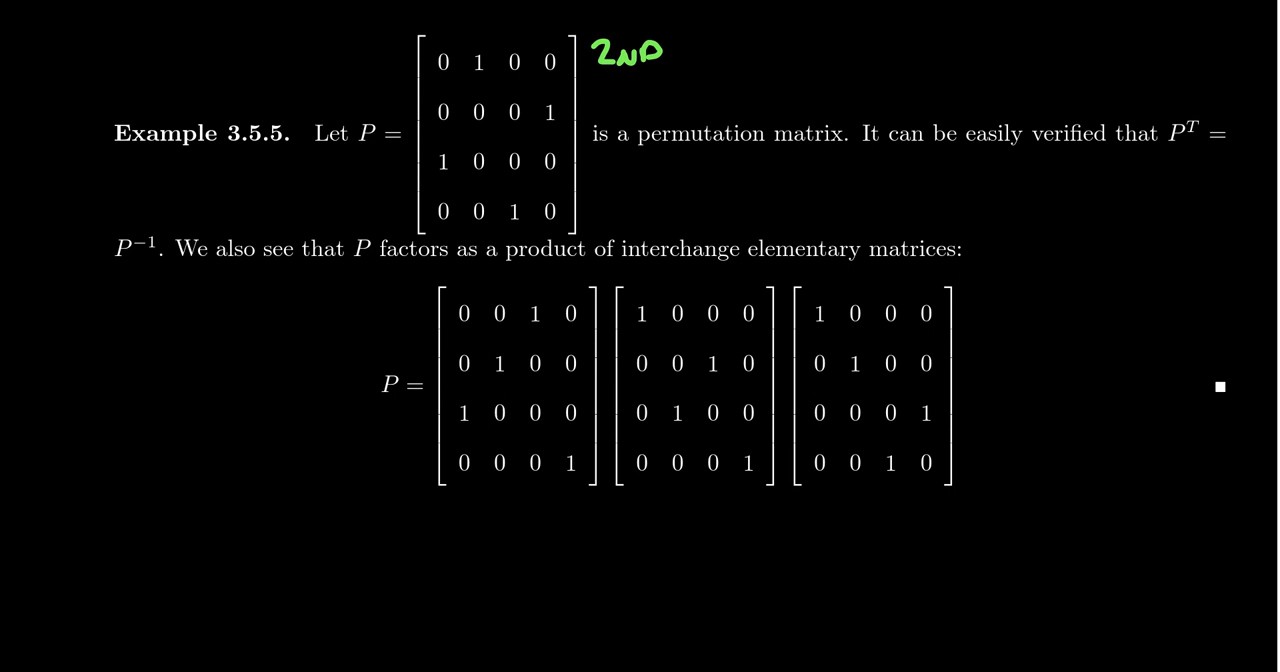 0 1 0 0 2ND
0 0 0 1
Example 3.5.5. Let P = is a permutation matrix. It can be easily verified that P^T =
1 0 0 0
0 0 1 0
P^{-1}. We also see that P factors as a product of interchange elementary matrices:
0 0 1 0 1 0 0 0 1 0 0 0
0 1 0 0 0 0 1 0 0 1 0 0
P =
1 0 0 0 0 1 0 0 0 0 0 1
0 0 0 1 0 0 0 1 0 0 1 0